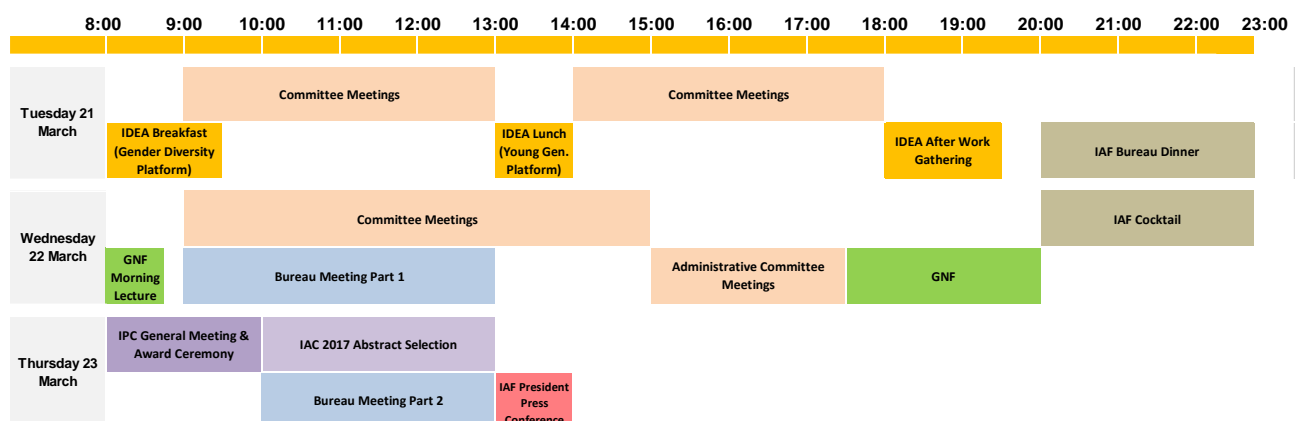 8:00 9:00 10:00 11:00 12:00 13:00 14:00 15:00 16:00 17:00 18:00 19:00 20:00 21:00 22:00 23:00
Tuesday 21
March
Committee Meetings
Committee Meetings
IDEA Breakfast
(Gender Diversity
Platform)
IDEA Lunch
(Young Gen.
Platform)
IDEA After Work
Gathering
IAF Bureau Dinner
Wednesday
22 March
Committee Meetings
IAF Cocktail
GNF
Morning
Lecture
Bureau Meeting Part 1
Administrative Committee
Meetings
GNF
Thursday 23
March
IPC General Meeting &
Award Ceremony
IAC 2017 Abstract Selection
Bureau Meeting Part 2
IAF President
Press
Conference